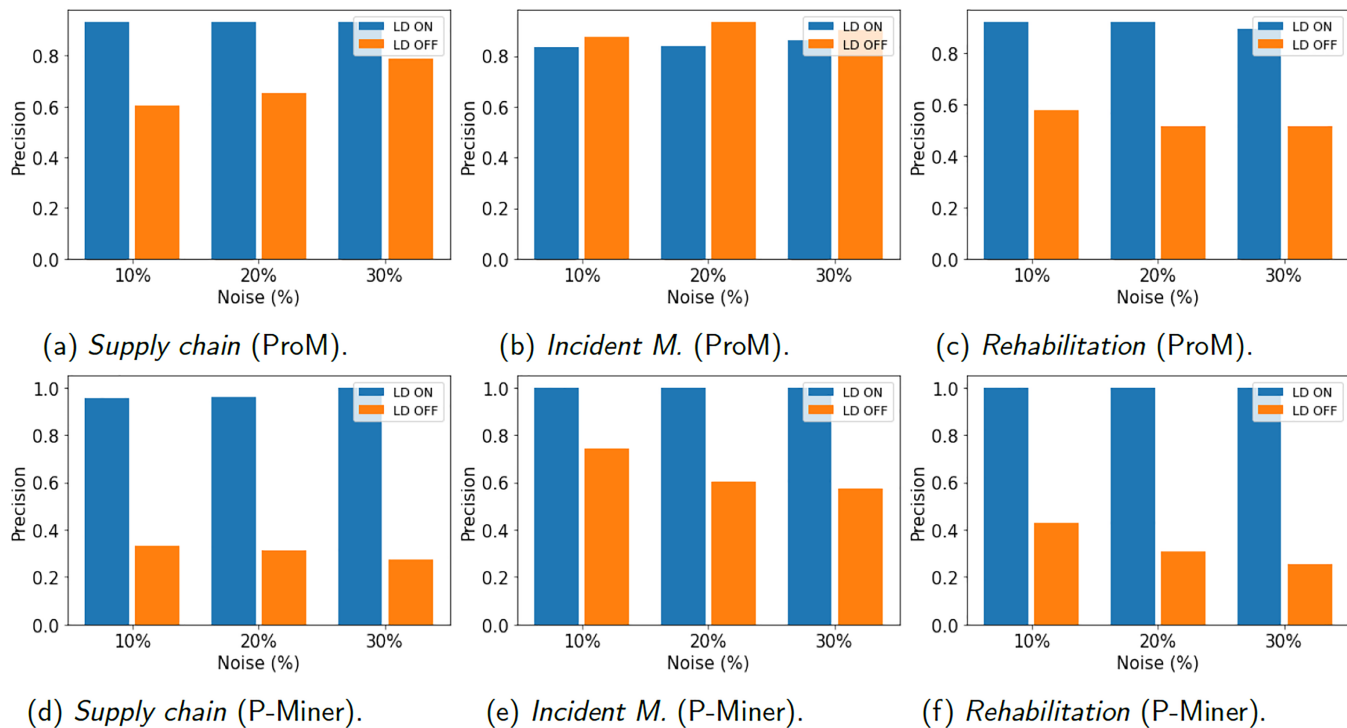 0.8
0.6
0.4
0.2
0.0
Precision
LD ON
LD OFF
10%
20%
30%
Noise (%)
(a) Supply chain (ProM).
0.8
0.6
0.4
0.2
0.0
Precision
LD ON
LD OFF
10%
20%
30%
Noise (%)
(b) Incident M. (ProM).
0.8
0.6
0.4
0.2
0.0
Precision
LD ON
LD OFF
10%
20%
30%
Noise (%)
(c) Rehabilitation (ProM).
1.0
0.8
0.6
0.4
0.2
0.0
Precision
LD ON
LD OFF
10%
20%
30%
Noise (%)
(d) Supply chain (P-Miner).
1.0
0.8
0.6
0.4
0.2
0.0
Precision
LD ON
LD OFF
10%
20%
30%
Noise (%)
(e) Incident M. (P-Miner).
1.0
0.8
0.6
0.4
0.2
0.0
Precision
LD ON
LD OFF
10%
20%
30%
Noise (%)
(f) Rehabilitation (P-Miner).